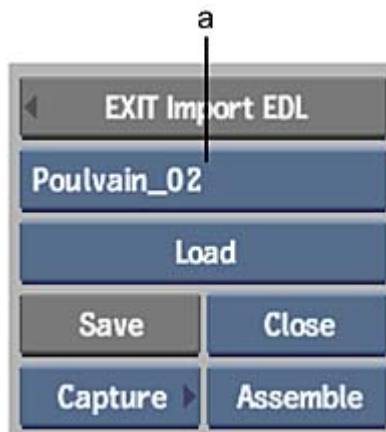 a
EXIT Import EDL
Poulvain_02
Load
Save Close
Capture Assemble